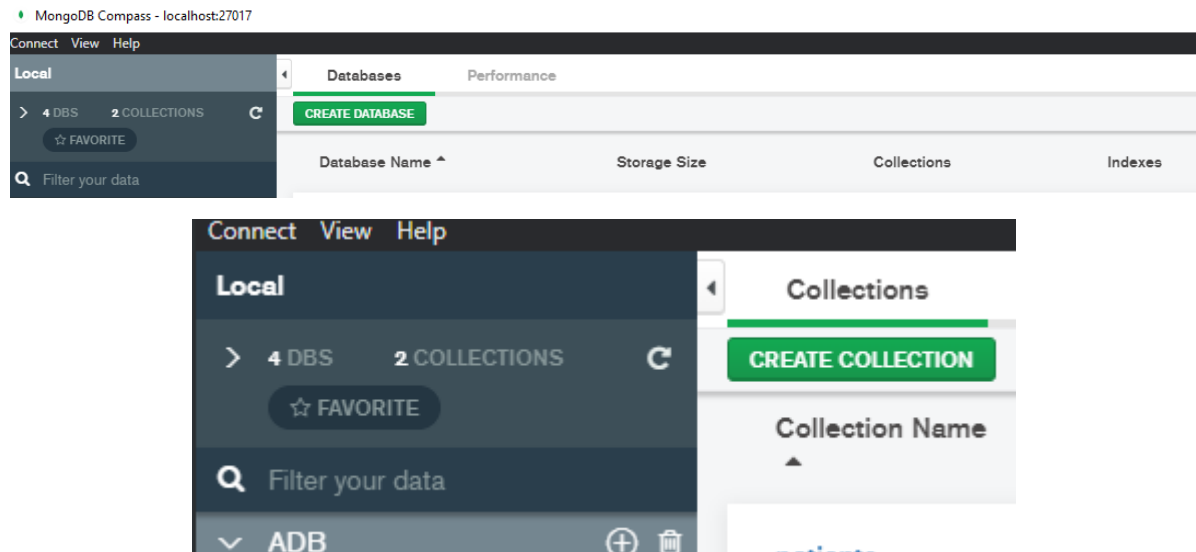 MongoDB Compass - localhost:27017
Connect View Help
Local
Databases Performance
4 DBS 2 COLLECTIONS
CREATE DATABASE
☆ FAVORITE
Database Name Storage Size Collections Indexes
Filter your data
Connect View Help
Local
Collections
4 DBS 2 COLLECTIONS
CREATE COLLECTION
☆ FAVORITE
Collection Name
Filter your data
ADB